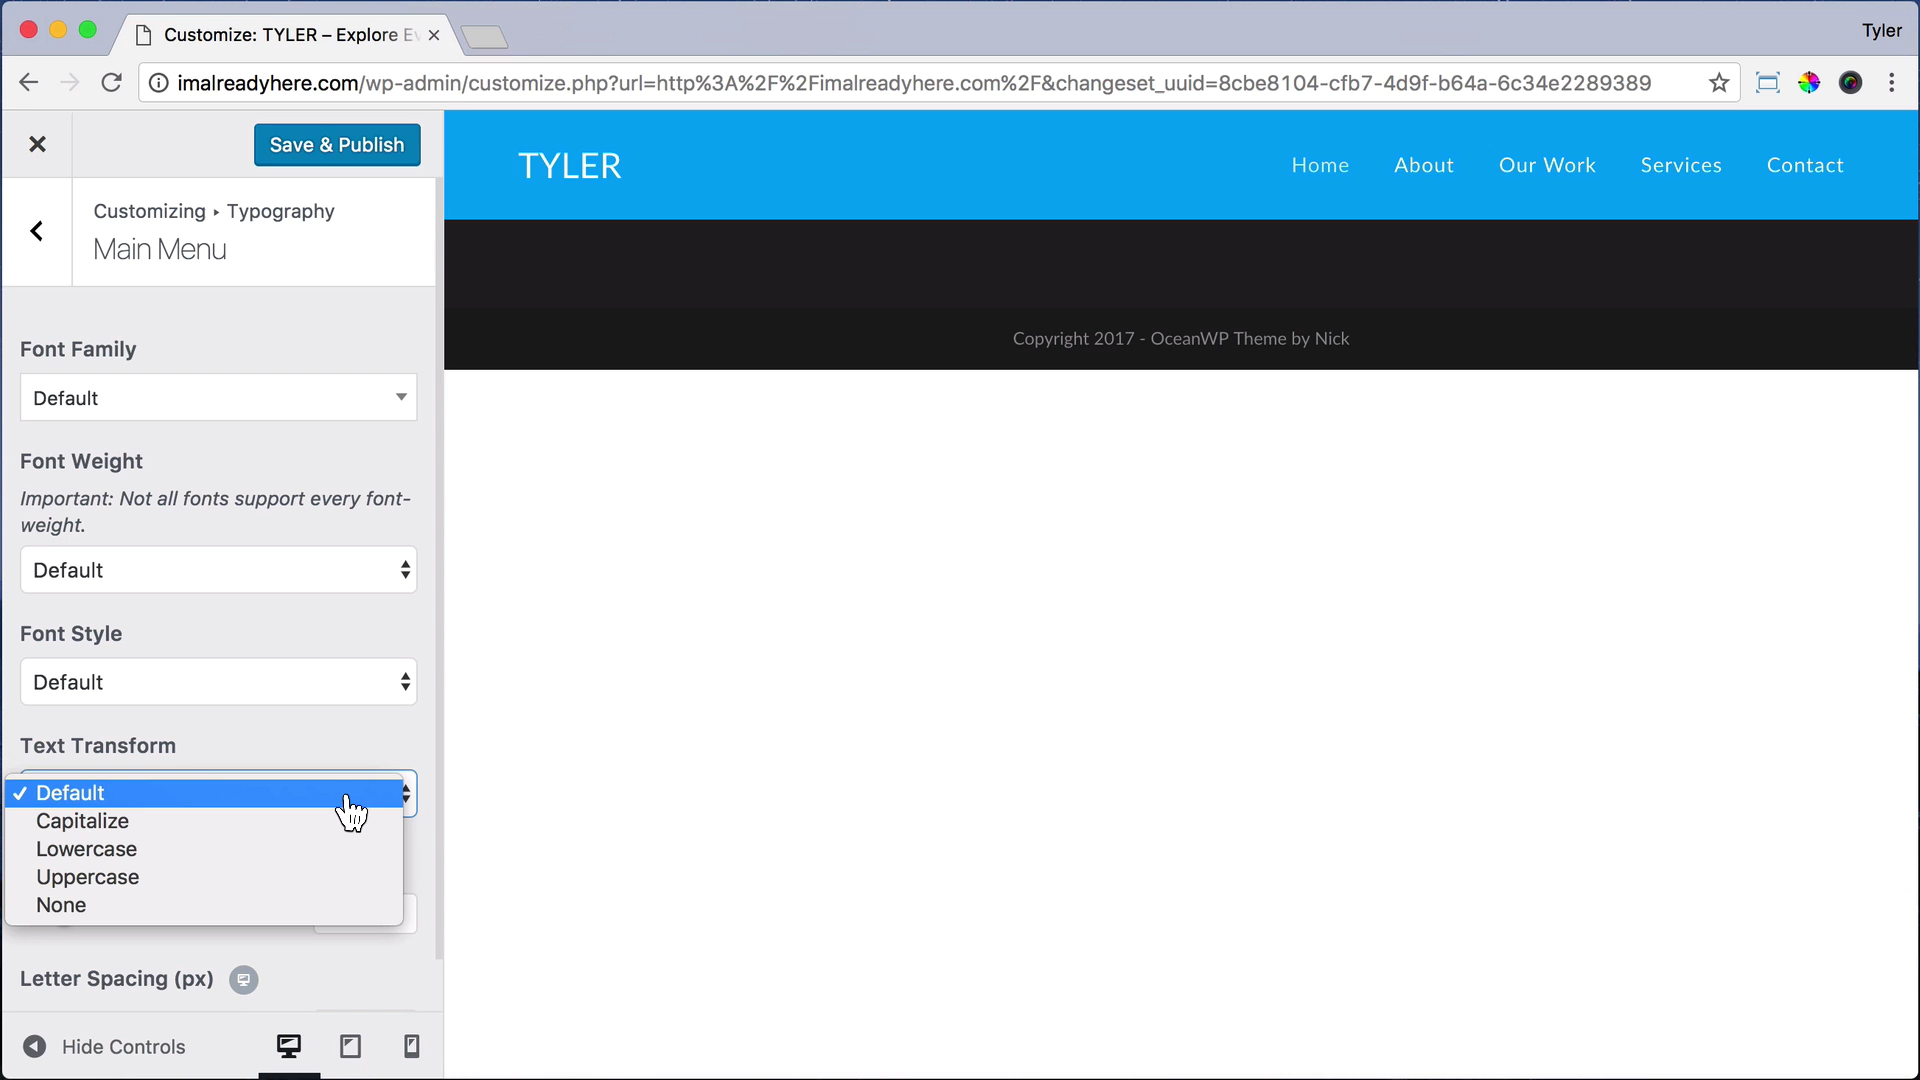 Customize: TYLER – Explore E
Tyler
imalreadyhere.com/wp-admin/customize.php?url=http%3A%2F%2Fimalreadyhere.com%2F&changeset_uuid=8cbe8104-cfb7-4d9f-b64a-6c34e2289389
Save & Publish
Customizing ▸ Typography
Main Menu
TYLER
Home About Our Work Services Contact
Copyright 2017 - OceanWP Theme by Nick
Font Family
Default
Font Weight
Important: Not all fonts support every font-
weight.
Default
Font Style
Default
Text Transform
✓ Default
Capitalize
Lowercase
Uppercase
None
Letter Spacing (px)
Hide Controls